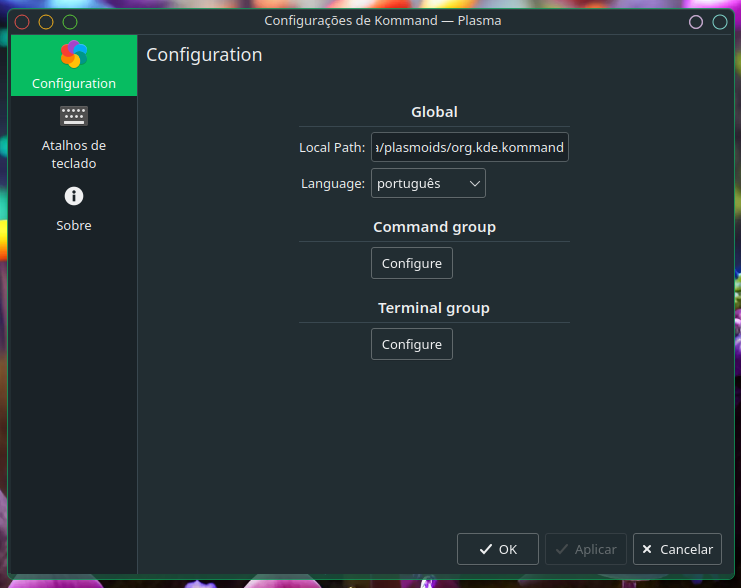 Configurações de Kommand — Plasma
Configuration
Atalhos de
teclado
Sobre
Configuration
Global
Local Path: a/plasmoids/org.kde.kommand
Language: português
Command group
Configure
Terminal group
Configure
OK
Aplicar
Cancelar